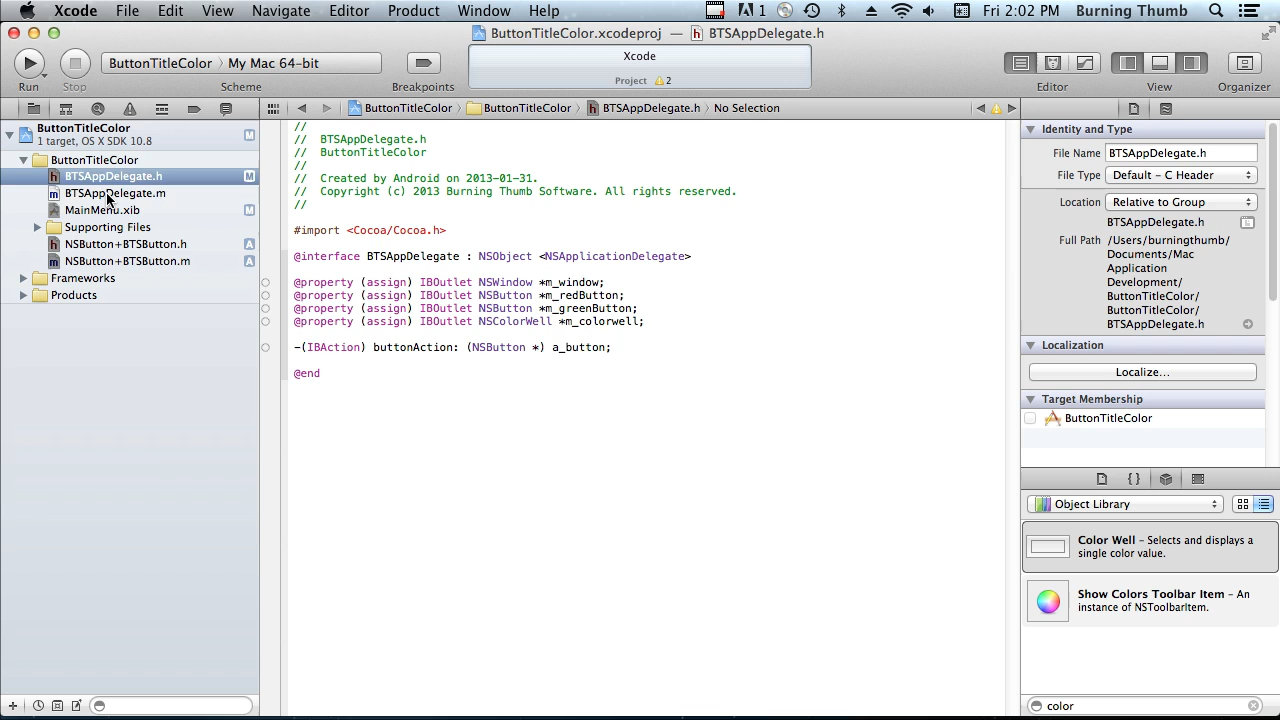 Xcode File Edit View Navigate Editor Product Window Help 1 Fri 2:02 PM Burning Thumb
ButtonTitleColor.xcodeproj — BTSAppDelegate.h
ButtonTitleColor My Mac 64-bit
Xcode
Project 2
Run Stop Scheme Breakpoints Editor View Organizer
ButtonTitleColor ButtonTitleColor BTSAppDelegate.h No Selection
ButtonTitleColor M
1 target, OS X SDK 10.8
ButtonTitleColor
BTSAppDelegate.h M
BTSAppDelegate.m
MainMenu.xib M
Supporting Files
NSButton+BTSButton.h A
NSButton+BTSButton.m A
Frameworks
Products
//
// BTSAppDelegate.h
// ButtonTitleColor
//
// Created by Android on 2013-01-31.
// Copyright (c) 2013 Burning Thumb Software. All rights reserved.
//
#import <Cocoa/Cocoa.h>
@interface BTSAppDelegate : NSObject <NSApplicationDelegate>
@property (assign) IBOutlet NSWindow *m_window;
@property (assign) IBOutlet NSButton *m_redButton;
@property (assign) IBOutlet NSButton *m_greenButton;
@property (assign) IBOutlet NSColorWell *m_colorwell;
-(IBAction) buttonAction: (NSButton *) a_button;
@end
Identity and Type
File Name BTSAppDelegate.h
File Type Default - C Header
Location Relative to Group
BTSAppDelegate.h
Full Path /Users/burningthumb/
Documents/Mac
Application
Development/
ButtonTitleColor/
ButtonTitleColor/
BTSAppDelegate.h
Localization
Localize...
Target Membership
ButtonTitleColor
{ }
Object Library
Color Well – Selects and displays a
single color value.
Show Colors Toolbar Item – An
instance of NSToolbarItem.
color